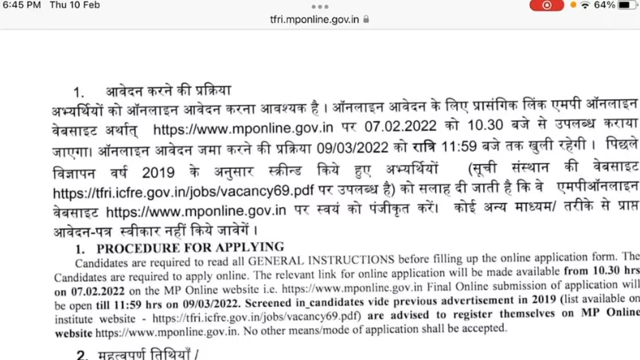 6:45 PM Thu 10 Feb 64%
tfri.mponline.gov.in
1. आवेदन करने की प्रक्रिया
अभ्यर्थियों को ऑनलाइन आवेदन करना आवश्यक है । ऑनलाइन आवेदन के लिए प्रासंगिक लिंक एमपी ऑनलाइन
वेबसाइट अर्थात् https://www.mponline.gov.in पर 07.02.2022 को 10.30 बजे से उपलब्ध कराया
जाएगा। ऑनलाइन आवेदन जमा करने की प्रक्रिया 09/03/2022 को रात्रि 11:59 बजे तक खुली रहेगी । पिछले
विज्ञापन वर्ष 2019 के अनुसार स्क्रीन्ड किये हुए अभ्यर्थियों (सूची संस्थान की वेबसाइट
https://tfri.icfre.gov.in/jobs/vacancy69.pdf पर उपलब्ध है) को सलाह दी जाती है कि वे एमपीऑनलाइन
वेबसाइट https://www.mponline.gov.in पर स्वयं को पंजीकृत करें। कोई अन्य माध्यम/ तरीके से प्राप्त
आवेदन-पत्र स्वीकार नहीं किये जावेगें ।
1. PROCEDURE FOR APPLYING
Candidates are required to read all GENERAL INSTRUCTIONS before filling up the online application form. The
Candidates are required to apply online. The relevant link for online application will be made available from 10.30 hrs
on 07.02.2022 on the MP Online website i.e. https://www.mponline.gov.in Final Online submission of application will
be open till 11:59 hrs on 09/03/2022. Screened in candidates vide previous advertisement in 2019 (list available on
institute website - https://tfri.icfre.gov.in/jobs/vacancy69.pdf) are advised to register themselves on MP Online
website https://www.mponline.gov.in. No other means/mode of application shall be accepted.
2. महत्वपूर्ण तिथियाँ /